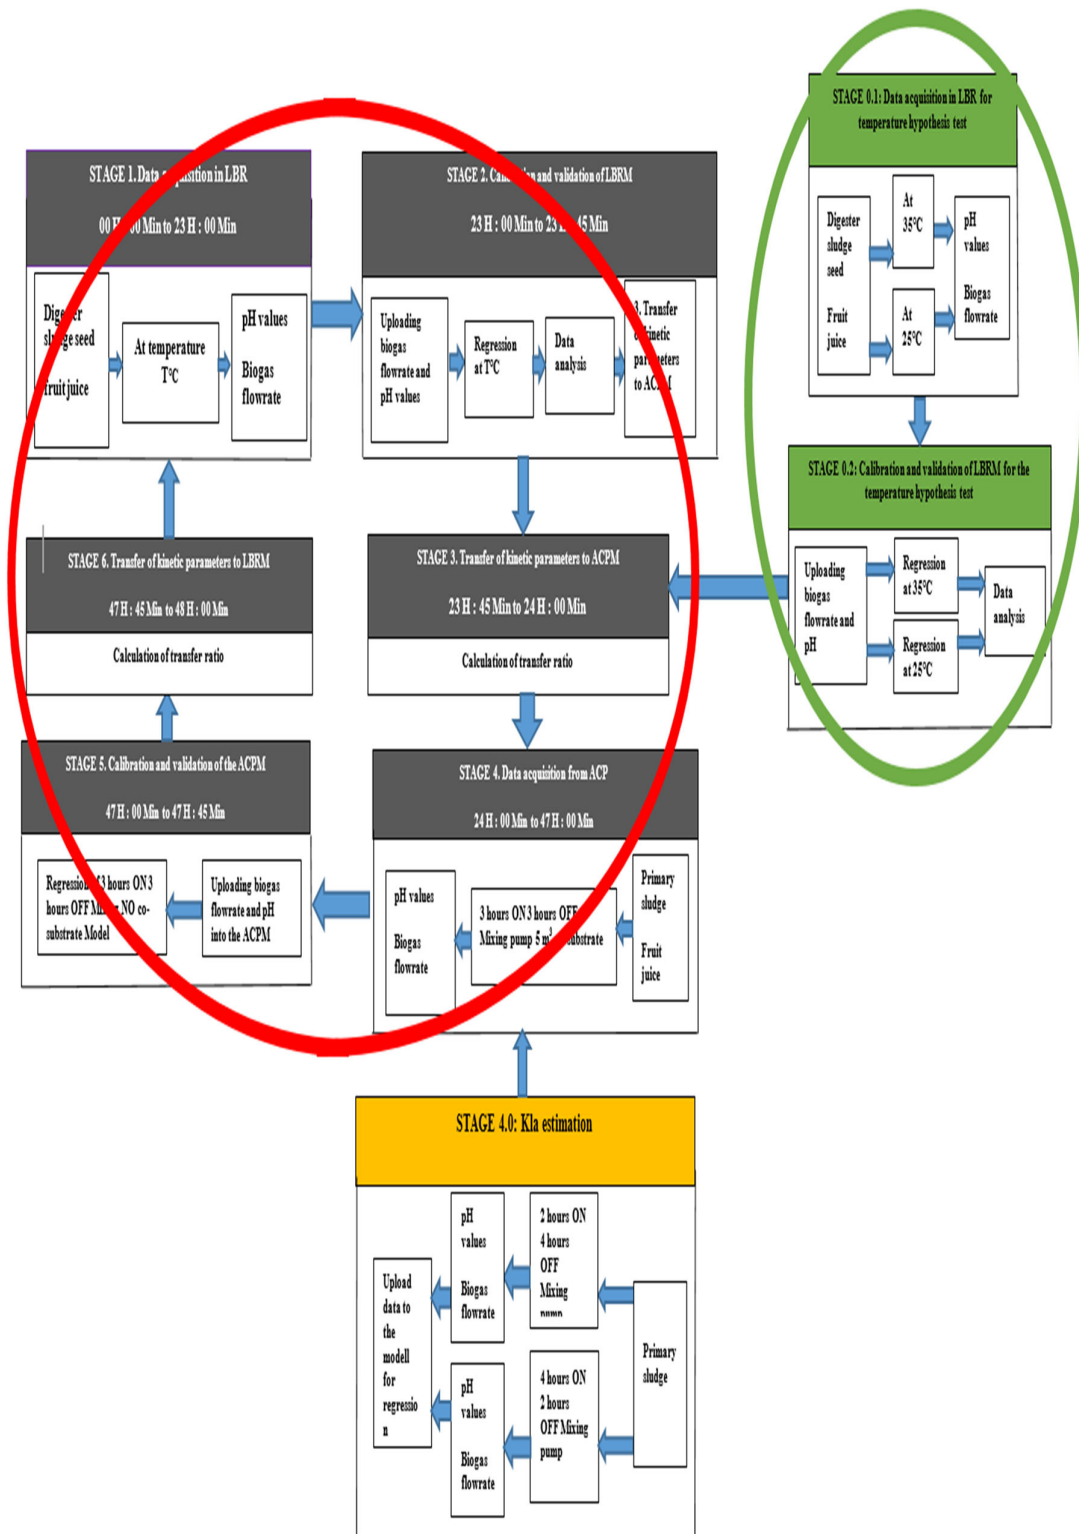 STAGE 0.1: Data acquisition in LBR for
temperature hypothesis test
Digester
sludge
seed
Fruit
juice
At
35°C
At
25°C
pH
values
Biogas
flowrate
STAGE 1. Data acquisition in LBR
00 H : 00 Min to 23 H : 00 Min
Digester
sludge seed
fruit juice
At temperature
T°C
pH values
Biogas
flowrate
STAGE 2. Calibration and validation of LBRM
23 H : 00 Min to 23 H : 45 Min
Uploading
biogas
flowrate and
pH values
Regression
at T°C
Data
analysis
3. Transfer
of kinetic
parameters
to ACPM
STAGE 0.2: Calibration and validation of LBRM for the
temperature hypothesis test
Uploading
biogas
flowrate and
pH
Regression
at 35°C
Regression
at 25°C
Data
analysis
STAGE 6. Transfer of kinetic parameters to LBRM
47 H : 45 Min to 48 H : 00 Min
Calculation of transfer ratio
STAGE 3. Transfer of kinetic parameters to ACPM
23 H : 45 Min to 24 H : 00 Min
Calculation of transfer ratio
STAGE 5. Calibration and validation of the ACPM
47 H : 00 Min to 47 H : 45 Min
Regression of 3 hours ON 3
hours OFF Mixing NO co-
substrate Model
Uploading biogas
flowrate and pH
into the ACPM
STAGE 4. Data acquisition from ACP
24 H : 00 Min to 47 H : 00 Min
pH values
Biogas
flowrate
3 hours ON 3 hours OFF
Mixing pump 5 m³ substrate
Primary
sludge
Fruit
juice
STAGE 4.0: Kla estimation
Upload
data to
the
modell
for
regressio
n
pH
values
Biogas
flowrate
2 hours ON
4 hours
OFF
Mixing
pump
pH
values
Biogas
flowrate
4 hours ON
2 hours
OFF Mixing
pump
Primary
sludge